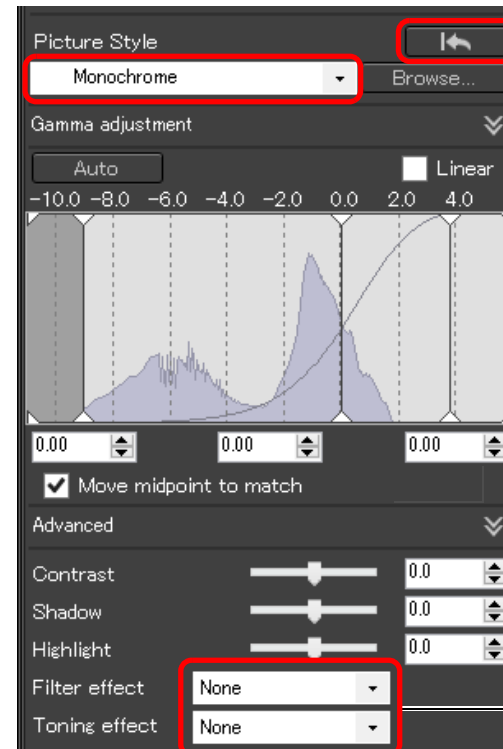 Picture Style
Monochrome Browse...
Gamma adjustment
Auto Linear
-10.0 -8.0 -6.0 -4.0 -2.0 0.0 2.0 4.0
0.00 0.00 0.00
Move midpoint to match
Advanced
Contrast 0.0
Shadow 0.0
Highlight 0.0
Filter effect None
Toning effect None